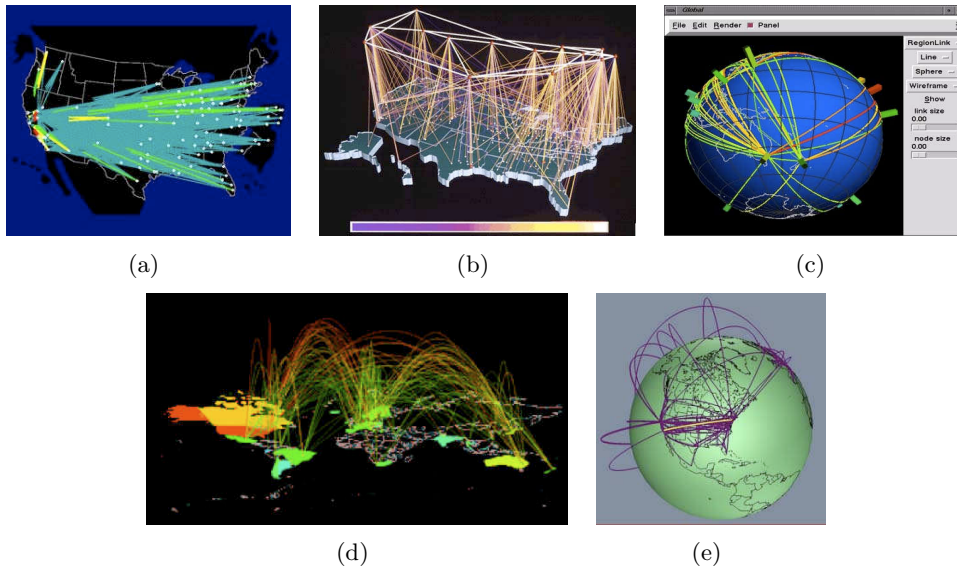 Global
File Edit Render Panel
RegionLink
Line
Sphere
Wireframe
Show
link size
0.00
node size
0.00
(a)
(b)
(c)
(d)
(e)